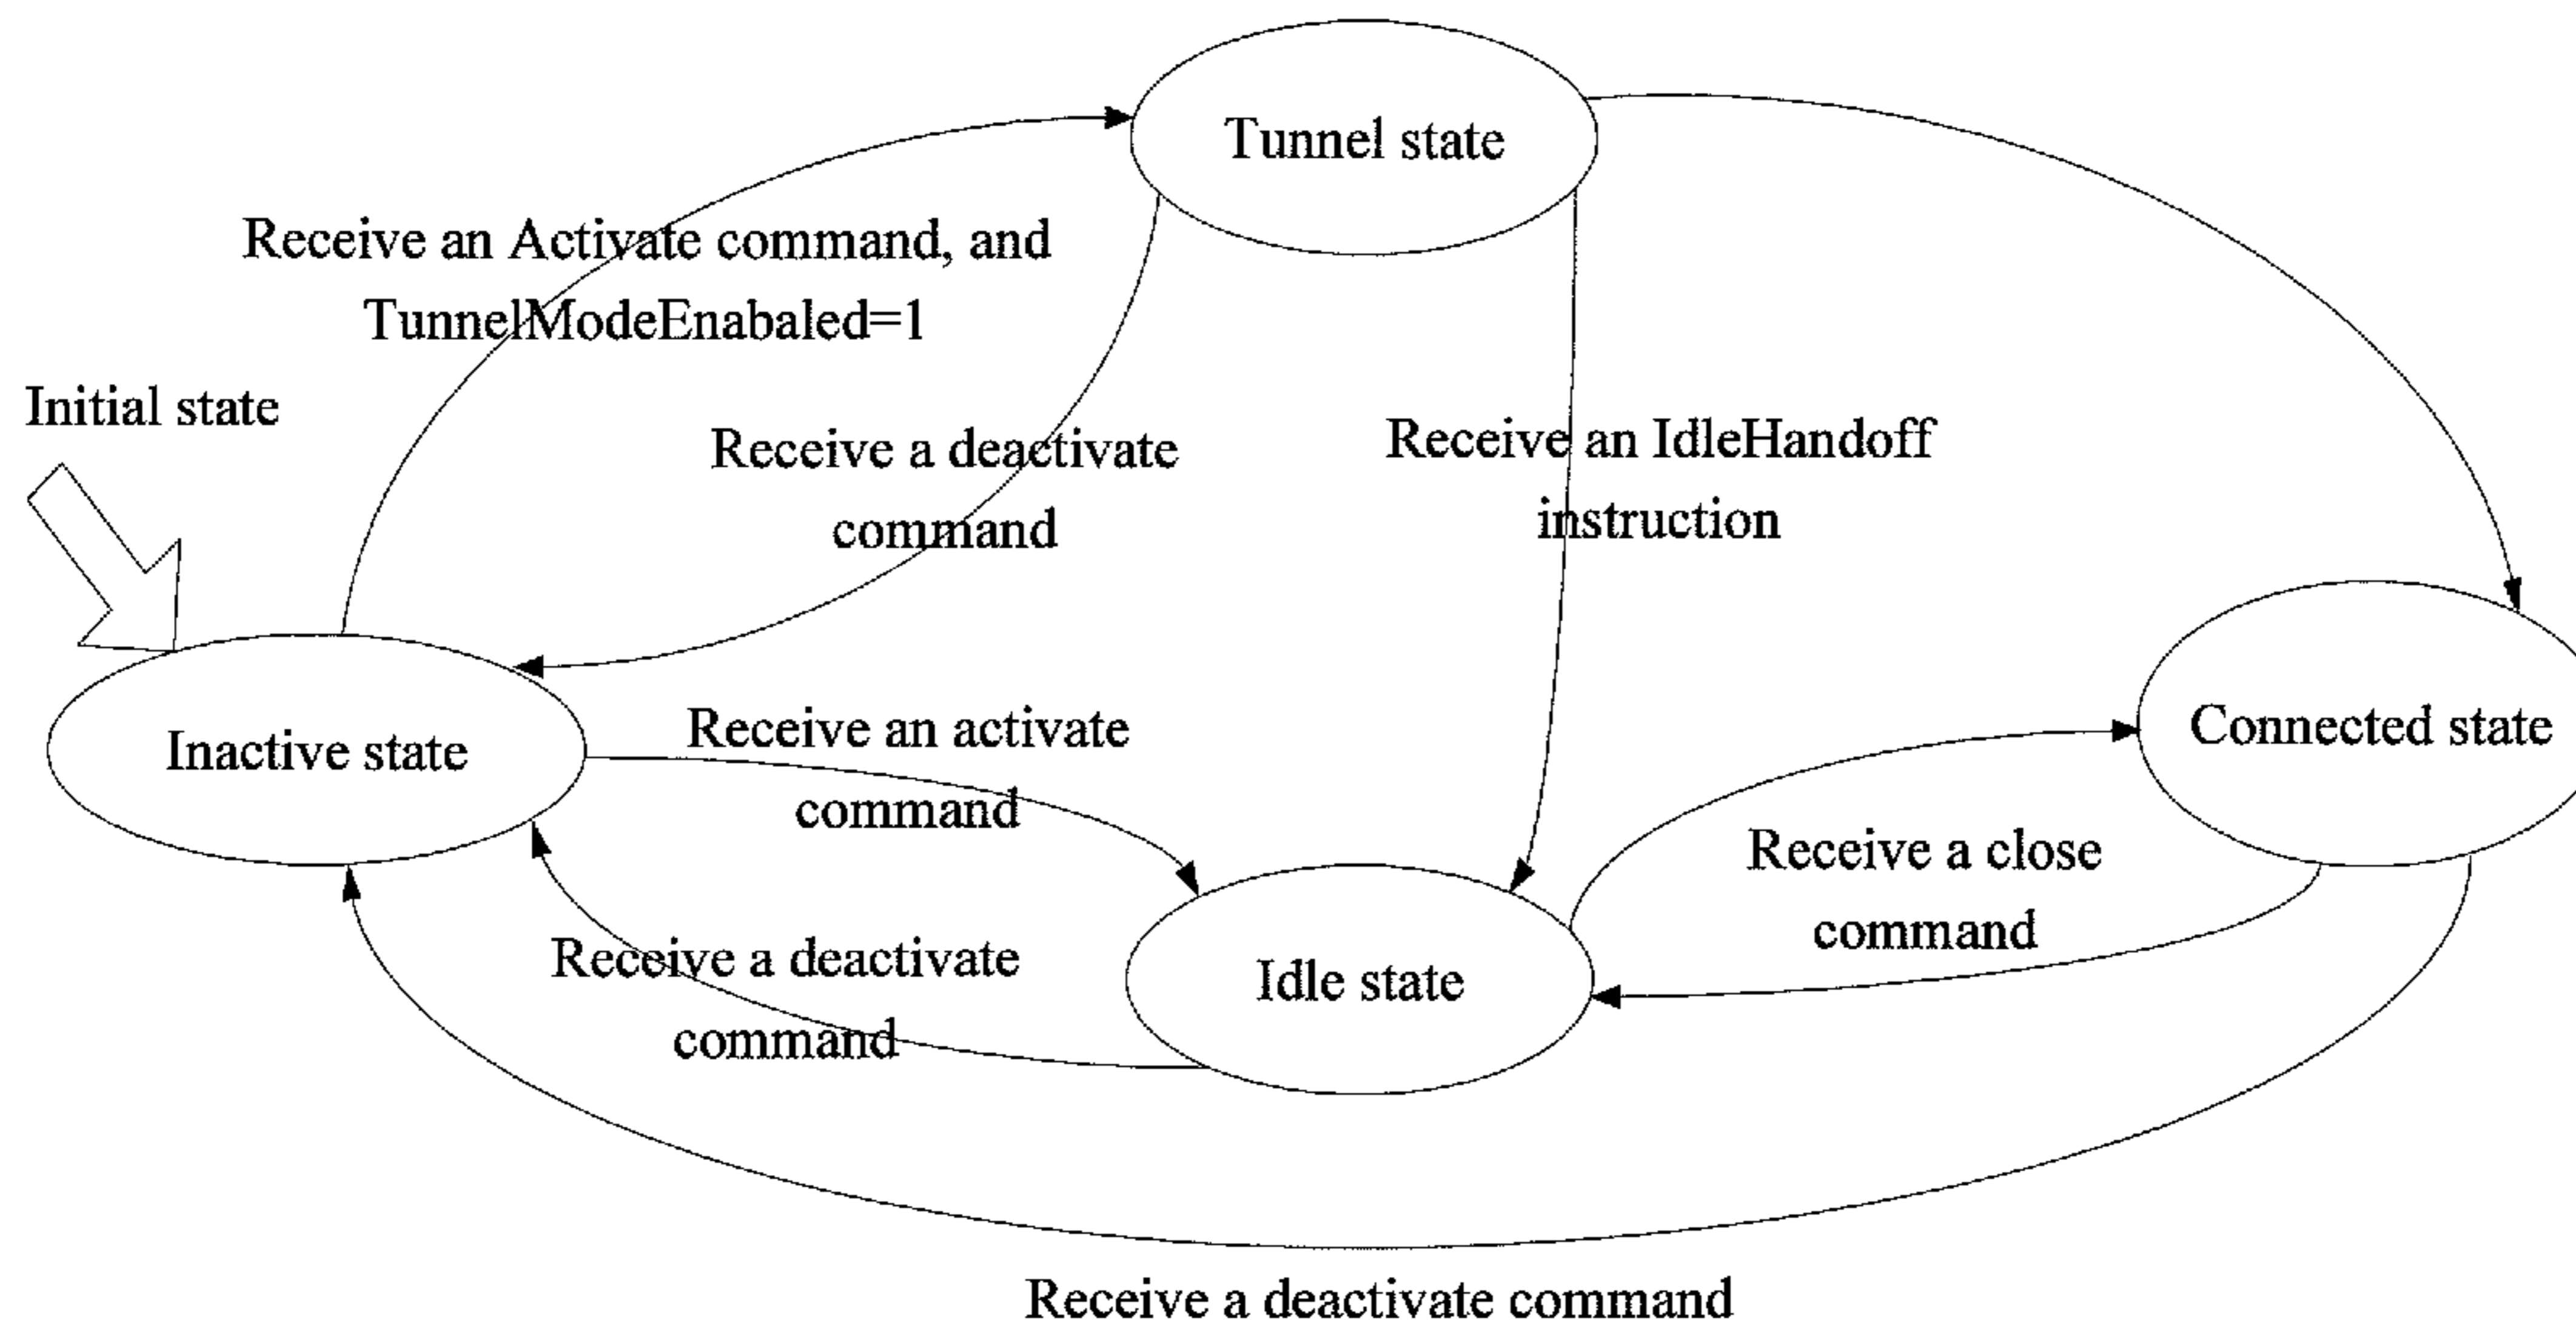 Tunnel state
Receive an Activate command, and
TunnelModeEnabaled=1
Initial state
Receive a deactivate
command
Receive an IdleHandoff
instruction
Inactive state
Receive an activate
command
Connected state
Receive a close
command
Receive a deactivate
command
Idle state
Receive a deactivate command